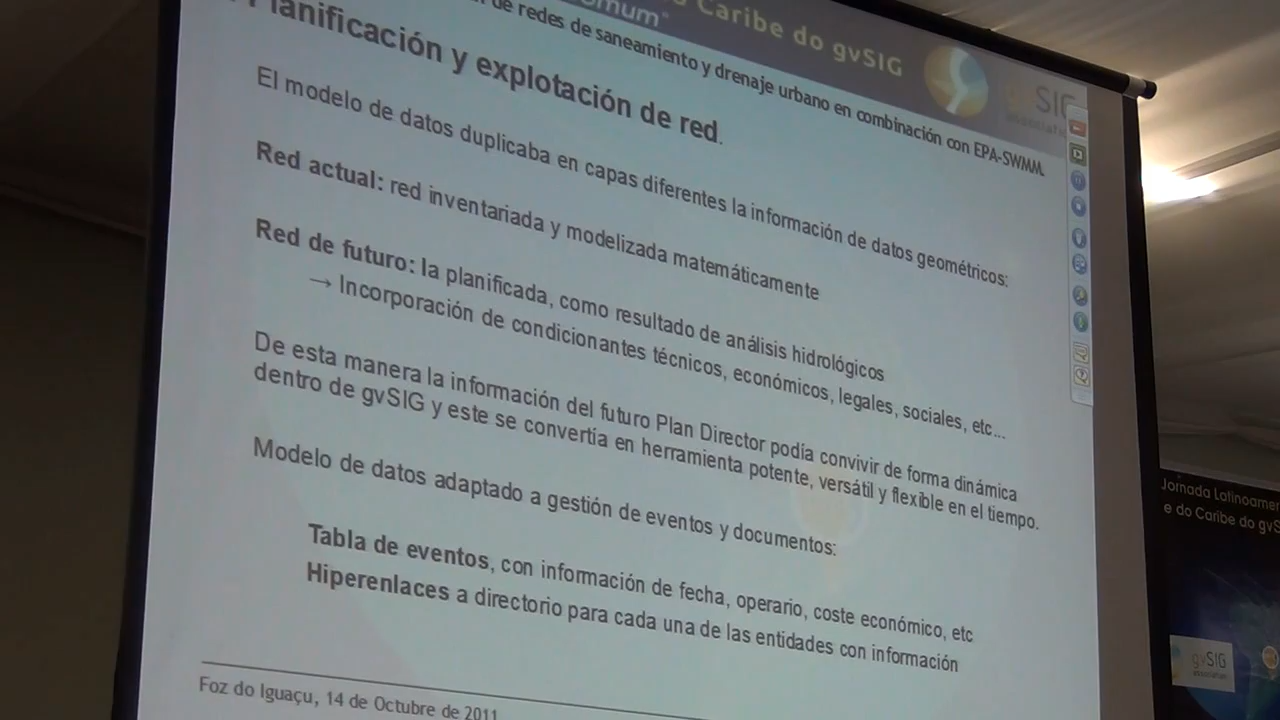 omum
Caribe do gvSIG
de redes de saneamiento y drenaje urbano en combinación con EPA-SWMM.
Planificación y explotación de red.
El modelo de datos duplicaba en capas diferentes la información de datos geométricos:
Red actual: red inventariada y modelizada matemáticamente
Red de futuro: la planificada, como resultado de análisis hidrológicos
→ Incorporación de condicionantes técnicos, económicos, legales, sociales, etc...
De esta manera la información del futuro Plan Director podía convivir de forma dinámica
dentro de gvSIG y este se convertía en herramienta potente, versátil y flexible en el tiempo.
Modelo de datos adaptado a gestión de eventos y documentos:
Tabla de eventos, con información de fecha, operario, coste económico, etc
Hiperenlaces a directorio para cada una de las entidades con información
Foz do Iguaçu, 14 de Octubre de 2011
Jornada Latinoamer
e do Caribe do gvS
gvSIG
association